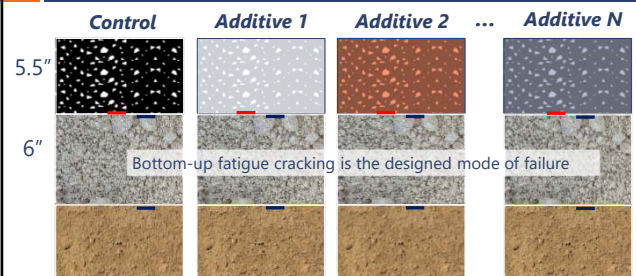 Control Additive 1 Additive 2 ... Additive N
5.5”
6”
Bottom-up fatigue cracking is the designed mode of failure